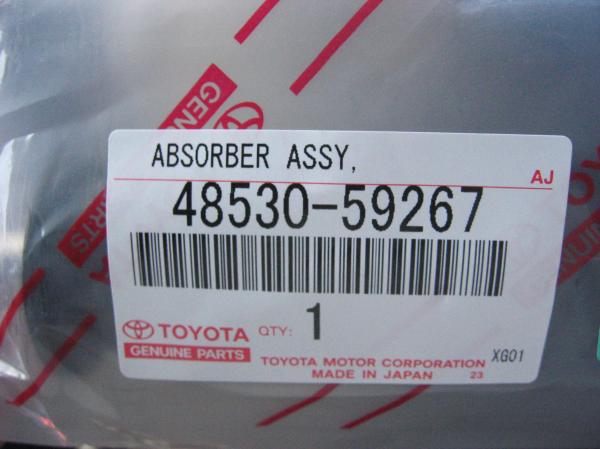 ABSORBER ASSY,
AJ
48530-59267
TOYOTA QTY: 1
GENUINE PARTS
TOYOTA MOTOR CORPORATION XG01
MADE IN JAPAN 23